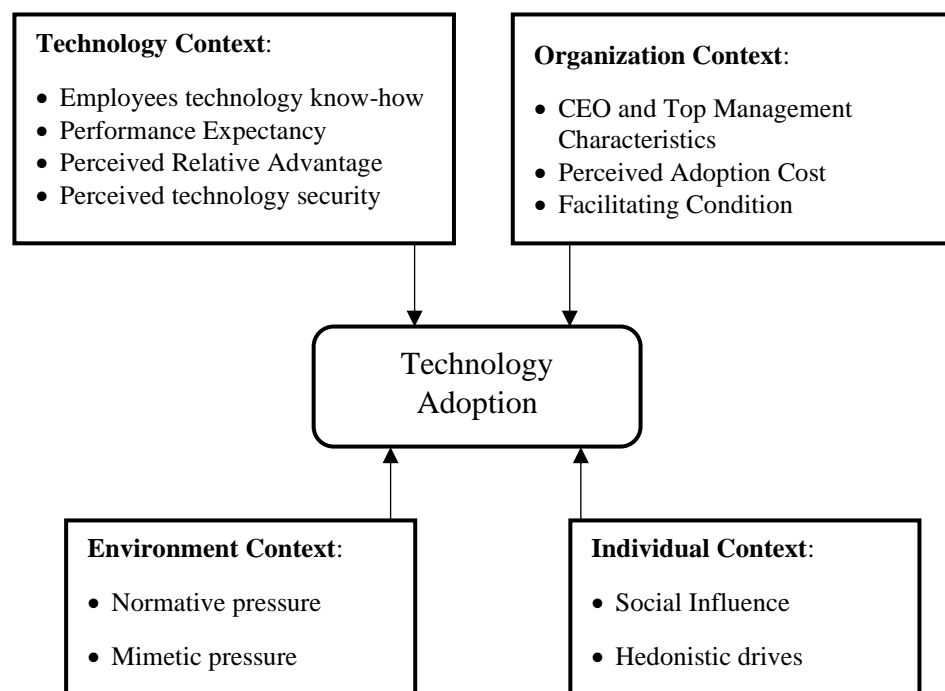 Technology Context:
• Employees technology know-how
• Performance Expectancy
• Perceived Relative Advantage
• Perceived technology security
Organization Context:
• CEO and Top Management
Characteristics
• Perceived Adoption Cost
• Facilitating Condition
Technology
Adoption
Environment Context:
• Normative pressure
• Mimetic pressure
Individual Context:
• Social Influence
• Hedonistic drives